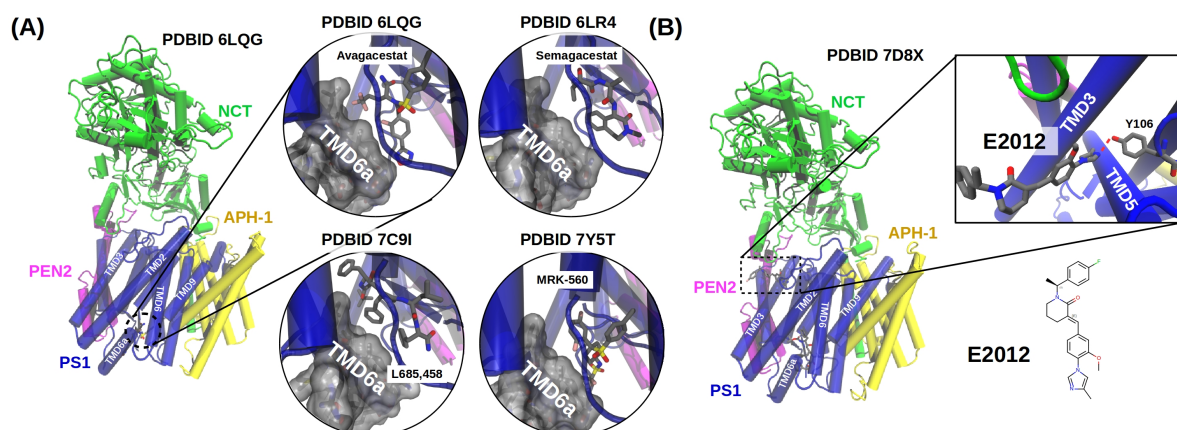 (A)
PDBID 6LQG
NCT
APH-1
PEN2
TMD3
TMD2
TMD9
TMD6
TMD6a
PS1
PDBID 6LQG
Avagacestat
TMD6a
PDBID 6LR4
Semagacestat
TMD6a
PDBID 7C9I
TMD6a
L685,458
PDBID 7Y5T
MRK-560
TMD6a
(B)
PDBID 7D8X
NCT
APH-1
PEN2
TMD3
TMD2
TMD9
TMD6
TMD6a
PS1
TMD3
Y106
E2012
TMD5
F
N
O
O
N
N
E2012